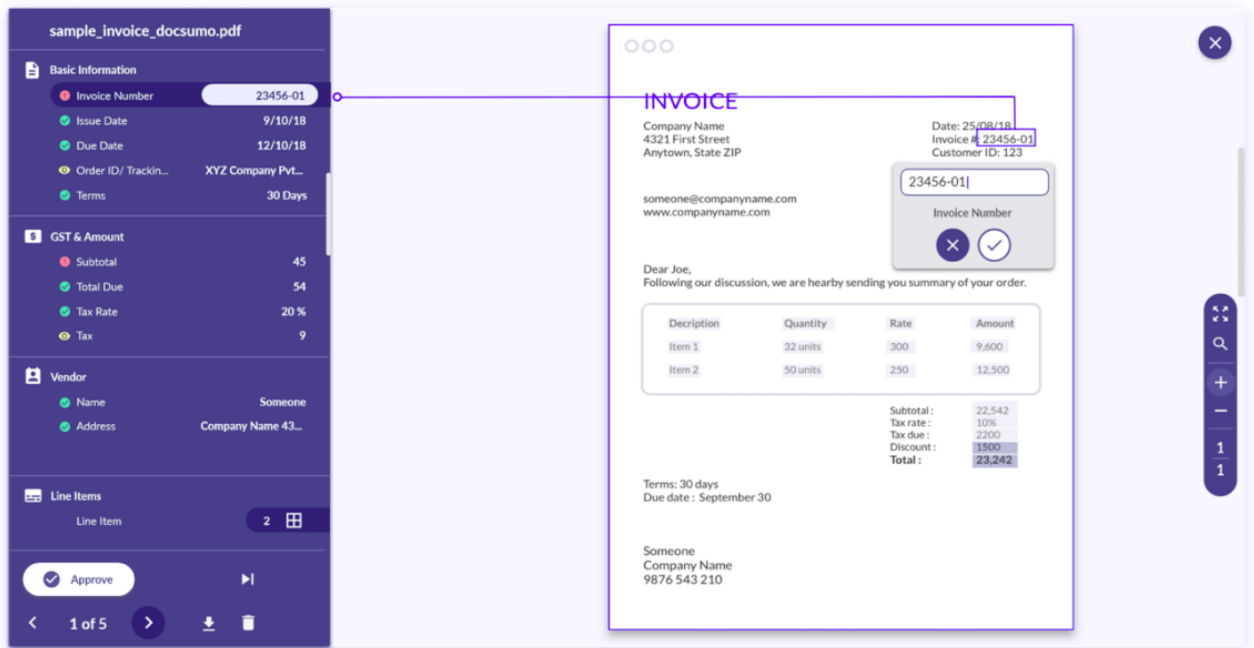 sample_invoice_docsumo.pdf
Basic Information
Invoice Number 23456-01
Issue Date 9/10/18
Due Date 12/10/18
Order ID/ Trackin... XYZ Company Pvt...
Terms 30 Days
$ GST & Amount
Subtotal 45
Total Due 54
Tax Rate 20 %
Tax 9
Vendor
Name Someone
Address Company Name 43...
Line Items
Line Item 2
Approve
1 of 5
INVOICE
Company Name
4321 First Street
Anytown, State ZIP
Date: 25/08/18
Invoice #: 23456-01
Customer ID: 123
23456-01
Invoice Number
someone@companyname.com
www.companyname.com
Dear Joe,
Following our discussion, we are hearby sending you summary of your order.
Decription Quantity Rate Amount
Item 1 32 units 300 9,600
Item 2 50 units 250 12,500
Subtotal : 22,542
Tax rate : 10%
Tax due : 2200
Discount : 1500
Total : 23,242
Terms: 30 days
Due date : September 30
Someone
Company Name
9876 543 210
1
1